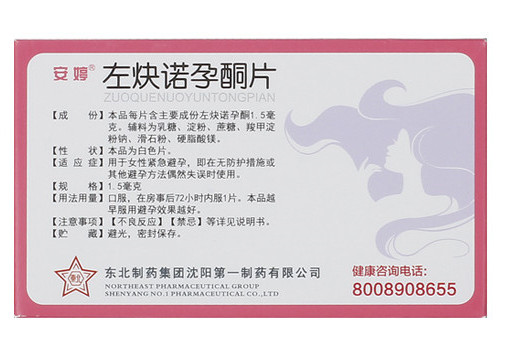 安婷® 左炔诺孕酮片
ZUOQUENUOYUNTONGPIAN
【成 份】本品每片含主要成份左炔诺孕酮1.5毫
克。辅料为乳糖、淀粉、蔗糖、羧甲淀
粉钠、滑石粉、硬脂酸镁。
【性 状】本品为白色片。
【适 应 症】用于女性紧急避孕，即在无防护措施或
其他避孕方法偶然失误时使用。
【规 格】1.5毫克
【用法用量】口服，在房事后72小时内服1片。本品越
早服用避孕效果越好。
【注意事项】【不良反应】【禁忌】等详见说明书。
【贮 藏】避光，密封保存。
东北制药集团沈阳第一制药有限公司
NORTHEAST PHARMACEUTICAL GROUP
SHENYANG NO.1 PHARMACEUTICAL CO.,LTD
健康咨询电话:
8008908655